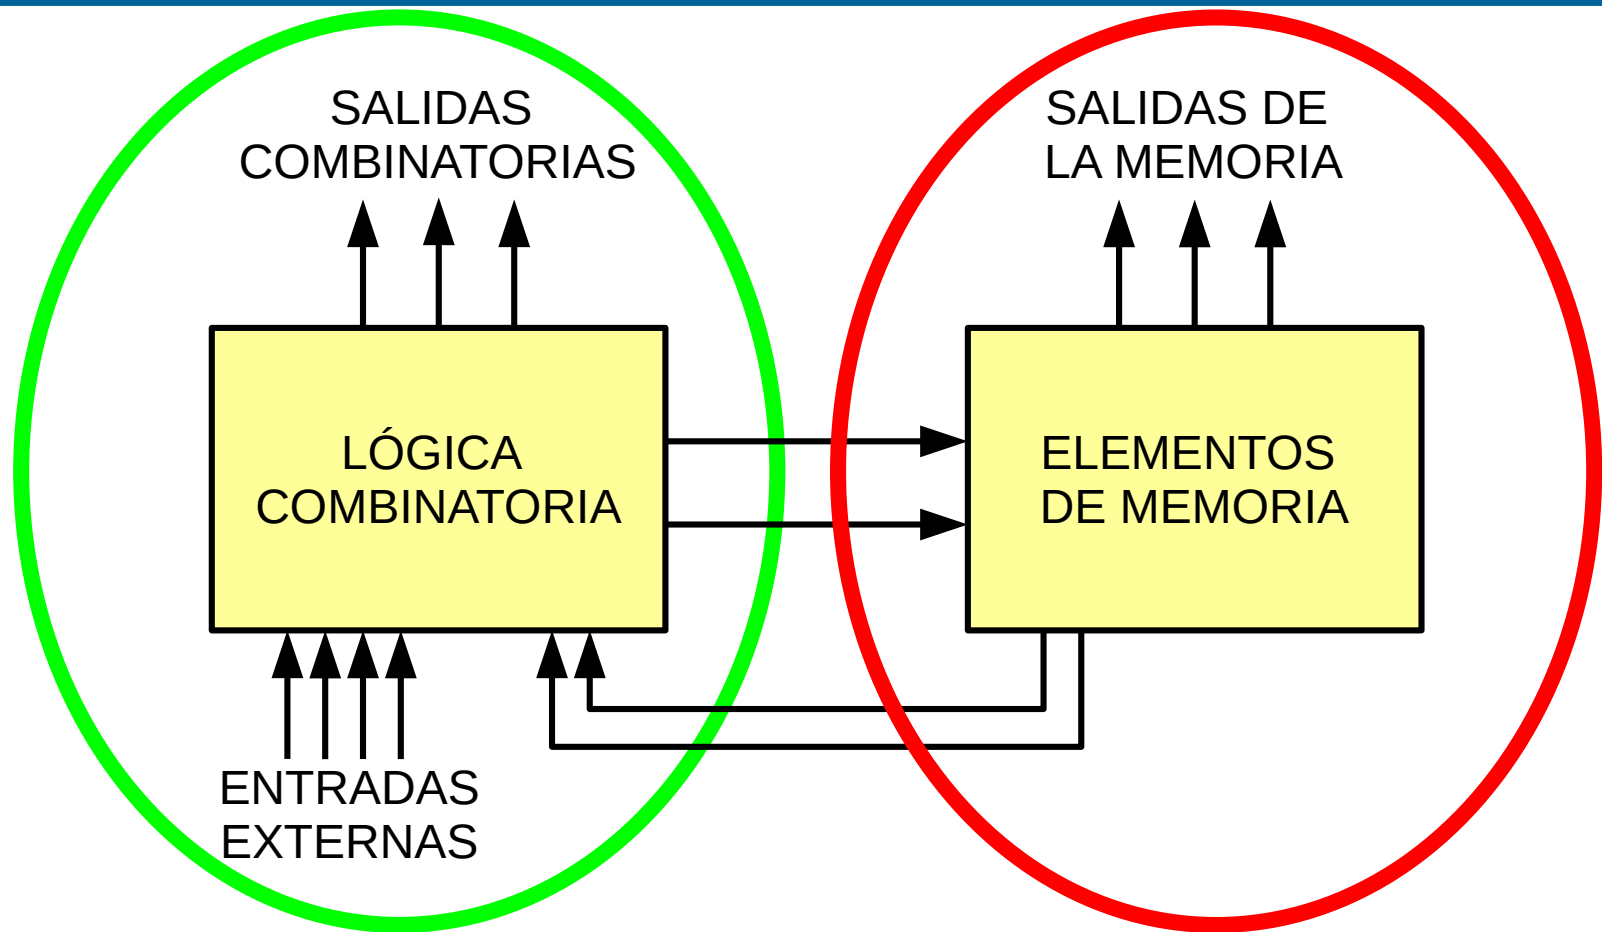 SALIDAS
COMBINATORIAS
SALIDAS DE
LA MEMORIA
LÓGICA
COMBINATORIA
ELEMENTOS
DE MEMORIA
ENTRADAS
EXTERNAS